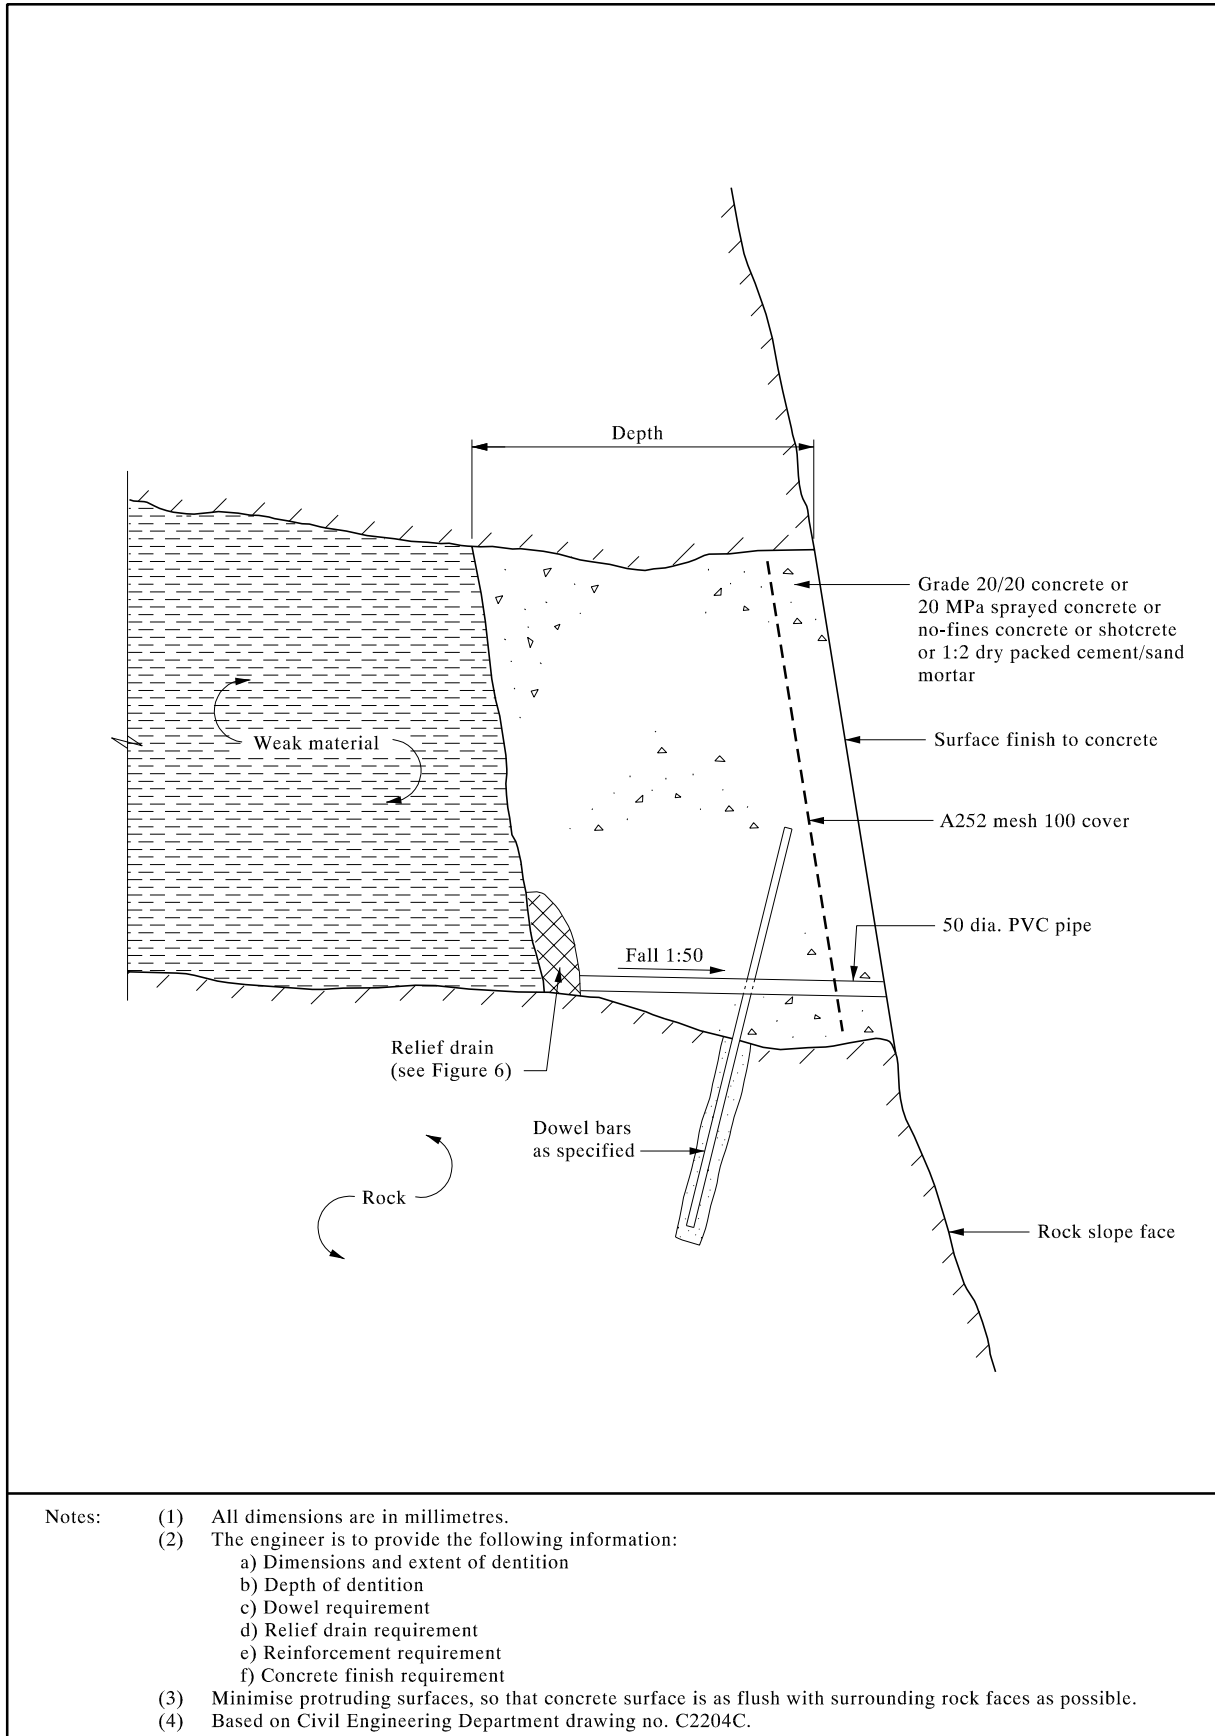 Depth
Grade 20/20 concrete or
20 MPa sprayed concrete or
no-fines concrete or shotcrete
or 1:2 dry packed cement/sand
mortar
Weak material
Surface finish to concrete
A252 mesh 100 cover
50 dia. PVC pipe
Fall 1:50
Relief drain
(see Figure 6)
Dowel bars
as specified
Rock
Rock slope face
Notes: (1) All dimensions are in millimetres.
(2) The engineer is to provide the following information:
a) Dimensions and extent of dentition
b) Depth of dentition
c) Dowel requirement
d) Relief drain requirement
e) Reinforcement requirement
f) Concrete finish requirement
(3) Minimise protruding surfaces, so that concrete surface is as flush with surrounding rock faces as possible.
(4) Based on Civil Engineering Department drawing no. C2204C.